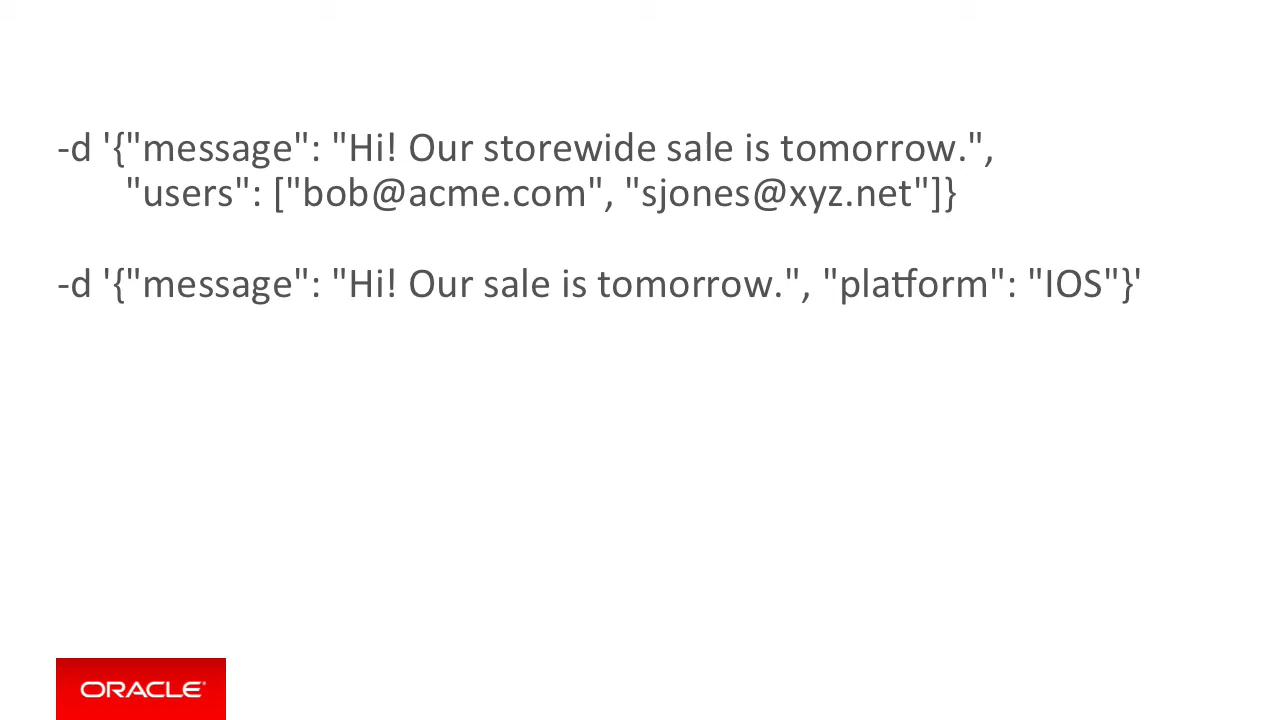 -d '{"message": "Hi! Our storewide sale is tomorrow.",
"users": ["bob@acme.com", "sjones@xyz.net"]}
-d '{"message": "Hi! Our sale is tomorrow.", "platform": "IOS"}'
ORACLE®